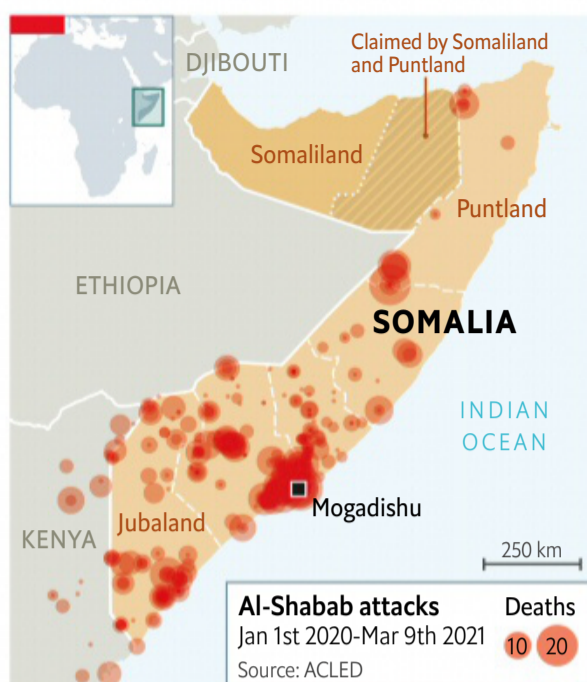 DJIBOUTI
Claimed by Somaliland
and Puntland
Somaliland
Puntland
ETHIOPIA
SOMALIA
INDIAN
OCEAN
Mogadishu
Jubaland
KENYA
250 km
Al-Shabab attacks
Jan 1st 2020-Mar 9th 2021
Source: ACLED
Deaths
10 20